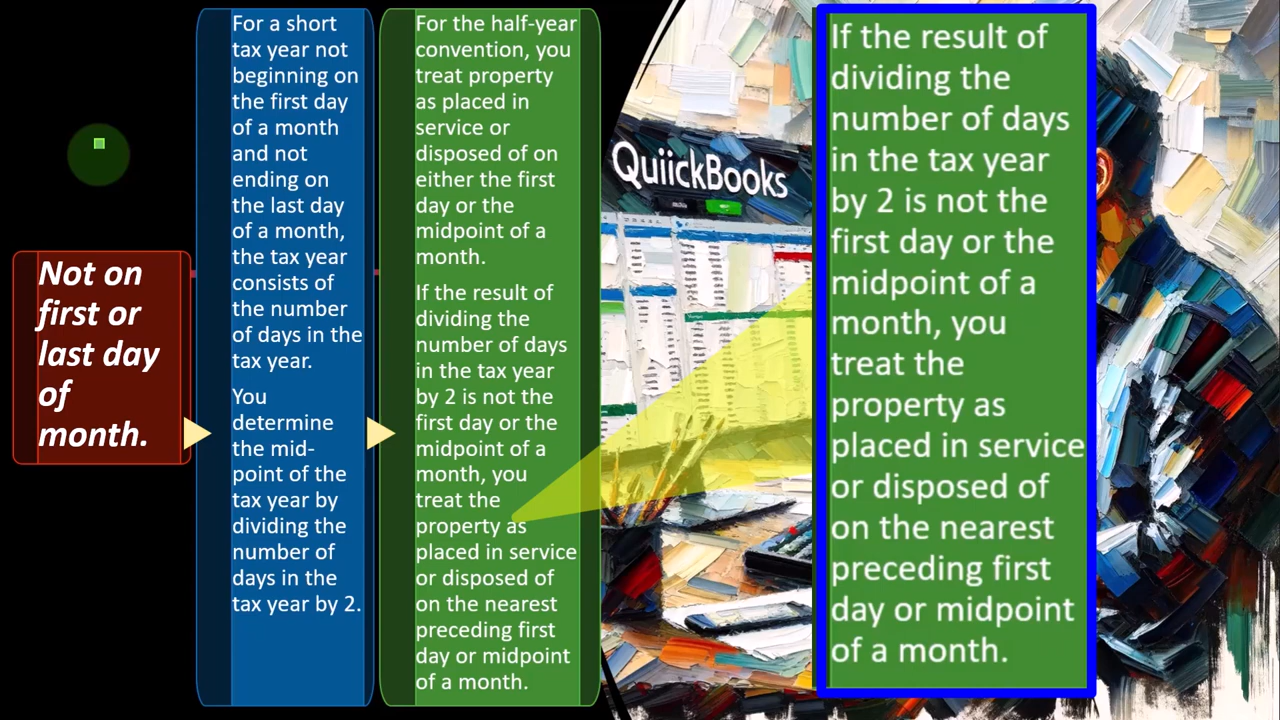 Not on
first or
last day
of
month.
For a short
tax year not
beginning on
the first day
of a month
and not
ending on
the last day
of a month,
the tax year
consists of
the number
of days in the
tax year.
You
determine
the mid-
point of the
tax year by
dividing the
number of
days in the
tax year by 2.
For the half-year
convention, you
treat property
as placed in
service or
disposed of on
either the first
day or the
midpoint of a
month.
If the result of
dividing the
number of days
in the tax year
by 2 is not the
first day or the
midpoint of a
month, you
treat the
property as
placed in service
or disposed of
on the nearest
preceding first
day or midpoint
of a month.
QuiickBooks
If the result of
dividing the
number of days
in the tax year
by 2 is not the
first day or the
midpoint of a
month, you
treat the
property as
placed in service
or disposed of
on the nearest
preceding first
day or midpoint
of a month.